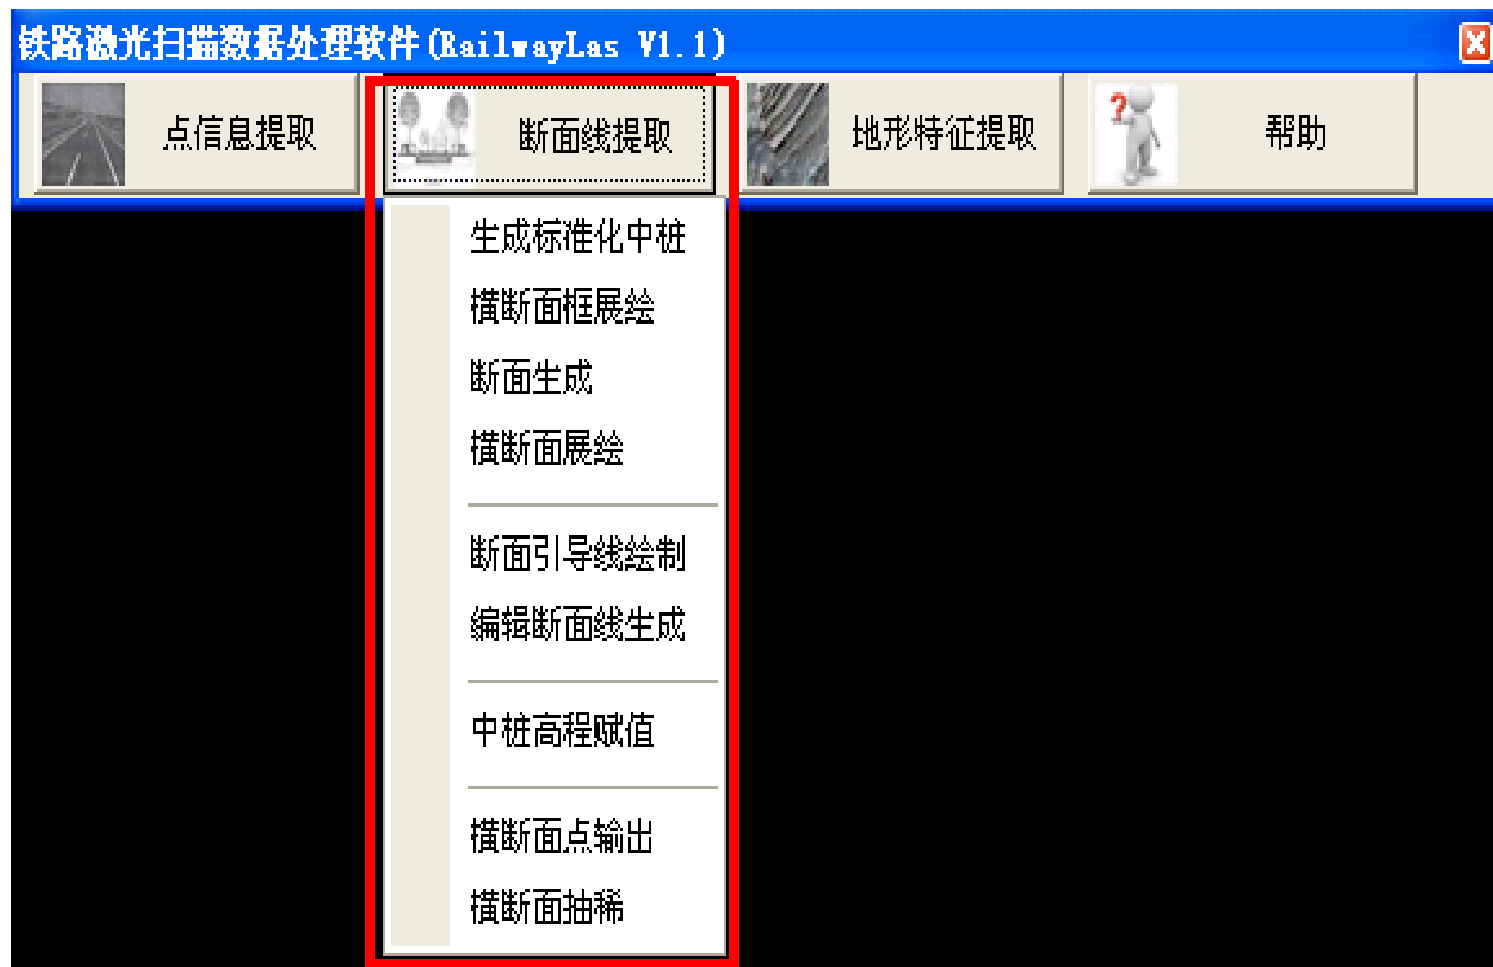 铁路激光扫描数据处理软件(RailwayLas V1.1)
点信息提取 断面线提取 地形特征提取 ? 帮助
生成标准化中桩
横断面框展绘
断面生成
横断面展绘
断面引导线绘制
编辑断面线生成
中桩高程赋值
横断面点输出
横断面抽稀